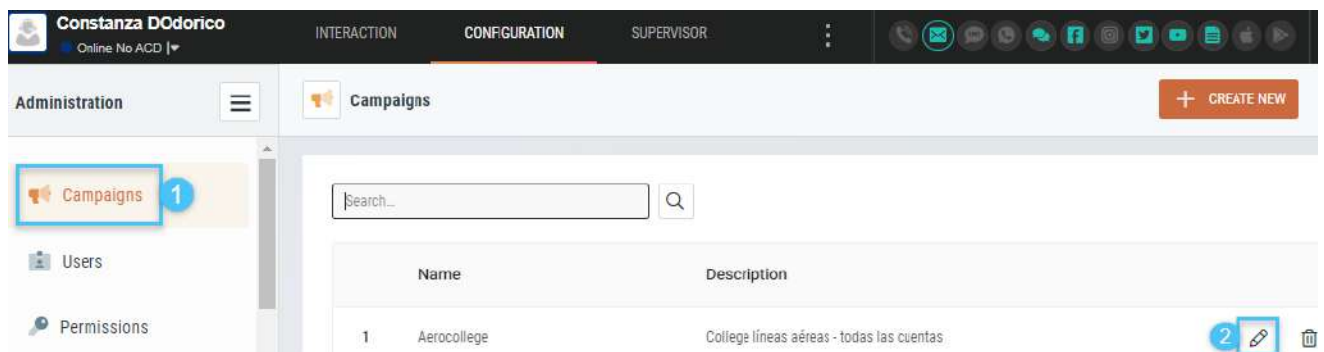 Constanza DOdorico
Online No ACD
INTERACTION
CONFIGURATION
SUPERVISOR
Administration
Campaigns
CREATE NEW
Campaigns 1
Search...
Users
Name Description
Permissions
1 Aerocollege College líneas aéreas - todas las cuentas 2